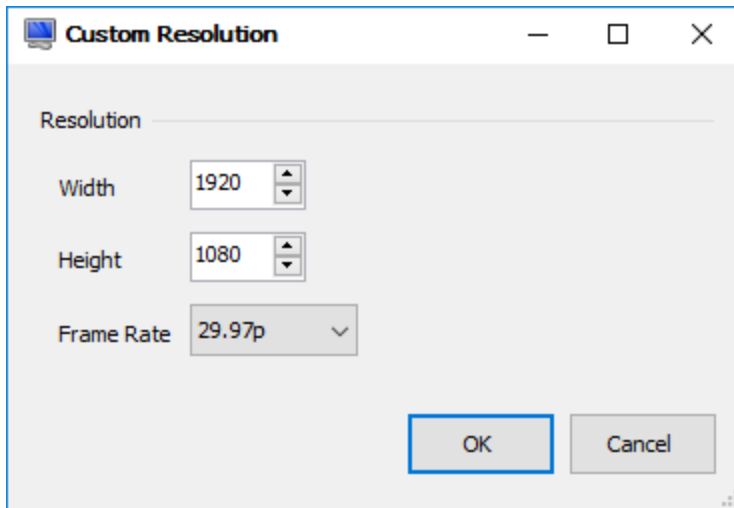 Custom Resolution
Resolution
Width 1920
Height 1080
Frame Rate 29.97p
OK Cancel